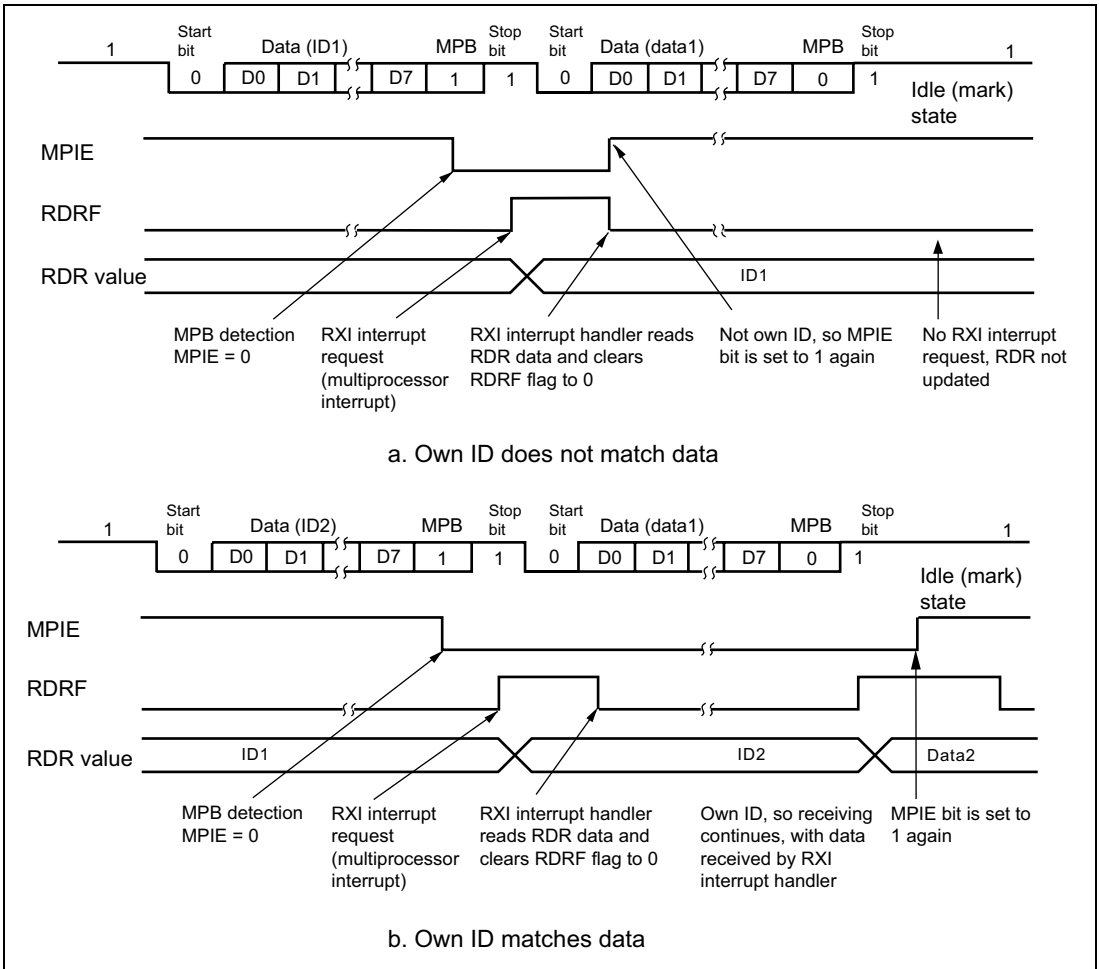 Start bit Data (ID1) MPB Stop bit Start bit Data (data1) MPB Stop bit
1 0 D0 D1 D7 1 1 0 D0 D1 D7 0 1 1
Idle (mark) state
MPIE
RDRF
RDR value ID1
MPB detection
MPIE = 0
RXI interrupt
request
(multiprocessor
interrupt)
RXI interrupt handler reads
RDR data and clears
RDRF flag to 0
Not own ID, so MPIE
bit is set to 1 again
No RXI interrupt
request, RDR not
updated
a. Own ID does not match data
Start bit Data (ID2) MPB Stop bit Start bit Data (data1) MPB Stop bit
1 0 D0 D1 D7 1 1 0 D0 D1 D7 0 1 1
Idle (mark) state
MPIE
RDRF
RDR value ID1 ID2 Data2
MPB detection
MPIE = 0
RXI interrupt
request
(multiprocessor
interrupt)
RXI interrupt handler
reads RDR data and
clears RDRF flag to 0
Own ID, so receiving
continues, with data
received by RXI
interrupt handler
MPIE bit is set to
1 again
b. Own ID matches data